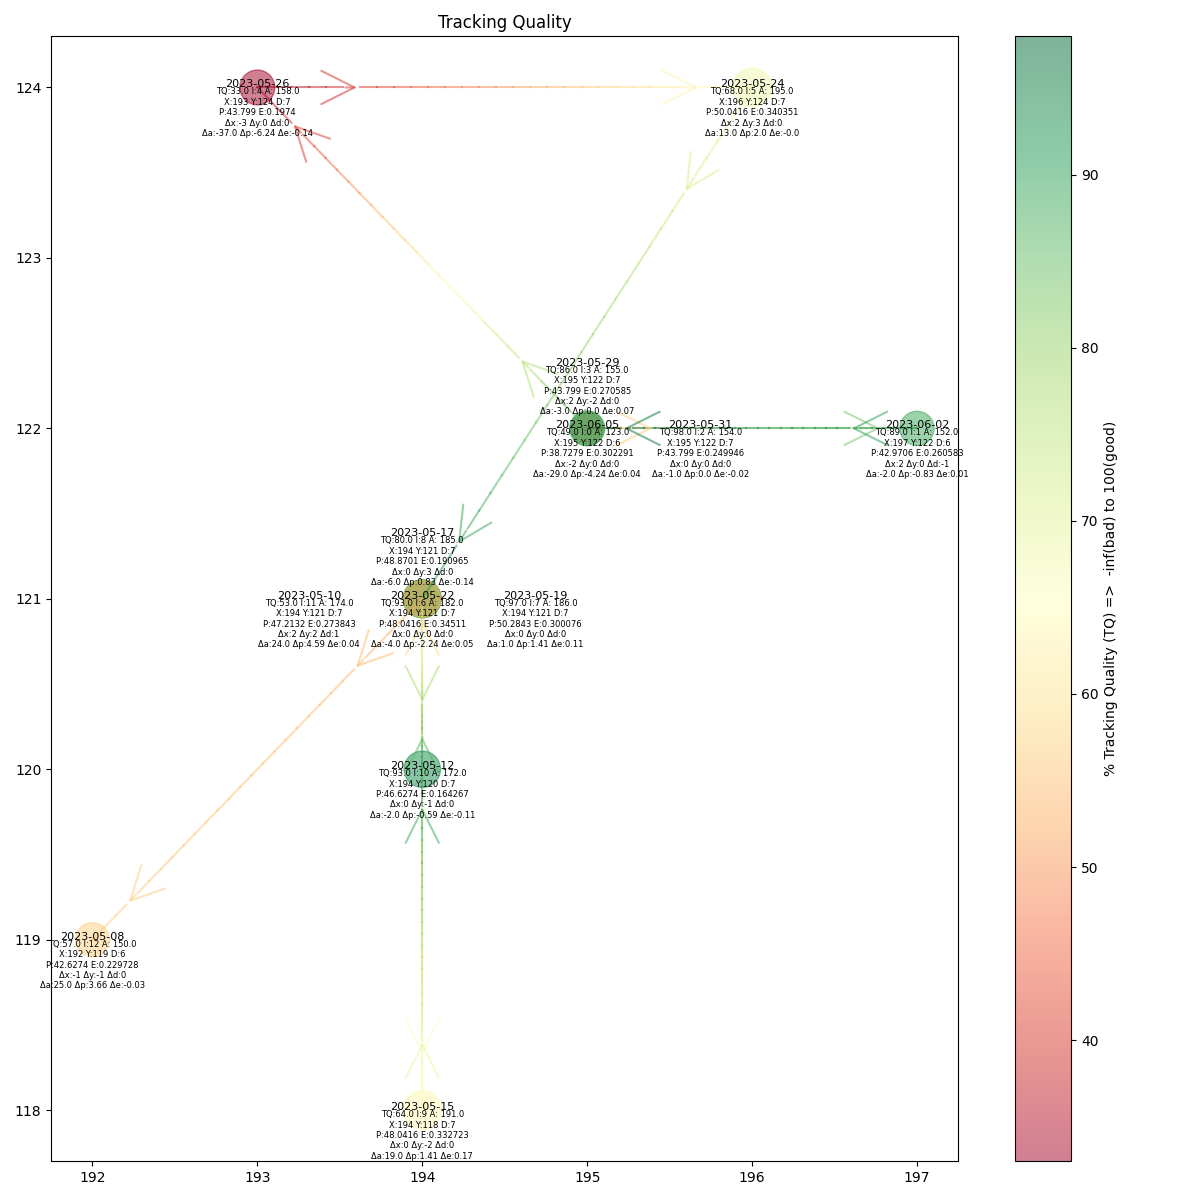 Tracking Quality
2023-05-26
TQ:33.0 I:4 A: 158.0
X:193 Y:124 D:7
P:43.799 E:0.1974
Δx:-3 Δy:0 Δd:0
Δa:-37.0 Δp:-6.24 Δe:-0.14
2023-05-24
TQ:68.0 I:5 A: 195.0
X:196 Y:124 D:7
P:50.0416 E:0.340351
Δx:2 Δy:3 Δd:0
Δa:13.0 Δp:2.0 Δe:-0.0
2023-05-29
TQ:86.0 I:3 A: 155.0
X:195 Y:122 D:7
P:43.799 E:0.270585
Δx:2 Δy:-2 Δd:0
Δa:-3.0 Δp:0.0 Δe:0.07
2023-06-05
TQ:49.0 I:0 A: 123.0
X:195 Y:122 D:6
P:38.7279 E:0.302291
Δx:-2 Δy:0 Δd:0
Δa:-29.0 Δp:-4.24 Δe:0.04
2023-05-31
TQ:98.0 I:2 A: 154.0
X:195 Y:122 D:7
P:43.799 E:0.249946
Δx:0 Δy:0 Δd:0
Δa:-1.0 Δp:0.0 Δe:-0.02
2023-06-02
TQ:89.0 I:1 A: 152.0
X:197 Y:122 D:6
P:42.9706 E:0.260583
Δx:2 Δy:0 Δd:-1
Δa:-2.0 Δp:-0.83 Δe:0.01
2023-05-17
TQ:80.0 I:8 A: 185.0
X:194 Y:121 D:7
P:48.8701 E:0.190965
Δx:0 Δy:3 Δd:0
Δa:-6.0 Δp:0.83 Δe:-0.14
2023-05-10
TQ:53.0 I:11 A: 174.0
X:194 Y:121 D:7
P:47.2132 E:0.273843
Δx:2 Δy:2 Δd:1
Δa:24.0 Δp:4.59 Δe:0.04
2023-05-22
TQ:93.0 I:6 A: 182.0
X:194 Y:121 D:7
P:48.0416 E:0.34511
Δx:0 Δy:0 Δd:0
Δa:-4.0 Δp:-2.24 Δe:0.05
2023-05-19
TQ:97.0 I:7 A: 186.0
X:194 Y:121 D:7
P:50.2843 E:0.300076
Δx:0 Δy:0 Δd:0
Δa:1.0 Δp:1.41 Δe:0.11
2023-05-12
TQ:93.0 I:10 A: 172.0
X:194 Y:120 D:7
P:46.6274 E:0.164267
Δx:0 Δy:-1 Δd:0
Δa:-2.0 Δp:-0.59 Δe:-0.11
2023-05-08
TQ:57.0 I:12 A: 150.0
X:192 Y:119 D:6
P:42.6274 E:0.229728
Δx:-1 Δy:-1 Δd:0
Δa:25.0 Δp:3.66 Δe:-0.03
2023-05-15
TQ:64.0 I:9 A: 191.0
X:194 Y:118 D:7
P:48.0416 E:0.332723
Δx:0 Δy:-2 Δd:0
Δa:19.0 Δp:1.41 Δe:0.17
124
123
122
121
120
119
118
192 193 194 195 196 197
90
80
70
60
50
40
% Tracking Quality (TQ) => -inf(bad) to 100(good)